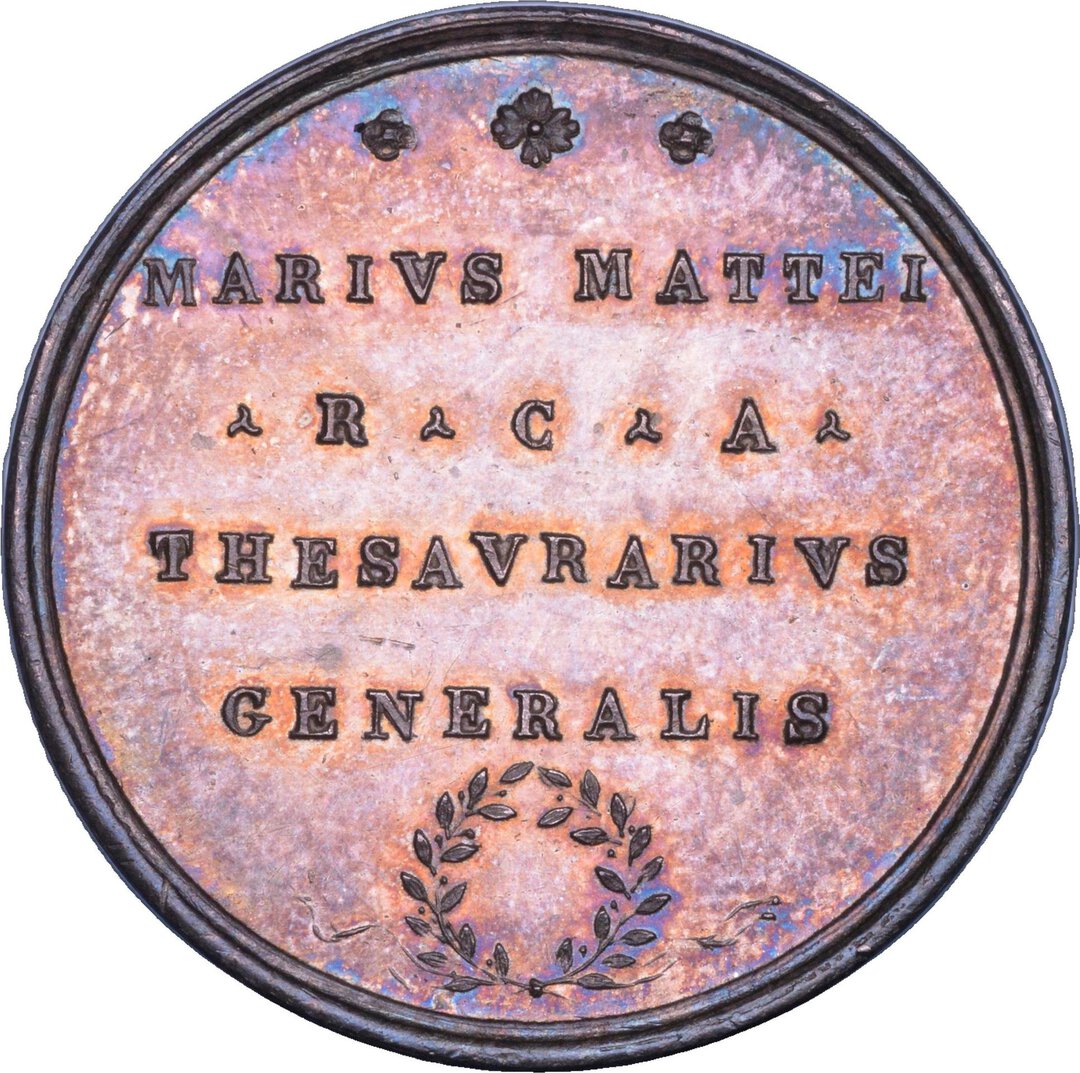 MARIVS MATTEI
R C A
THESAVRARIVS
GENERALIS